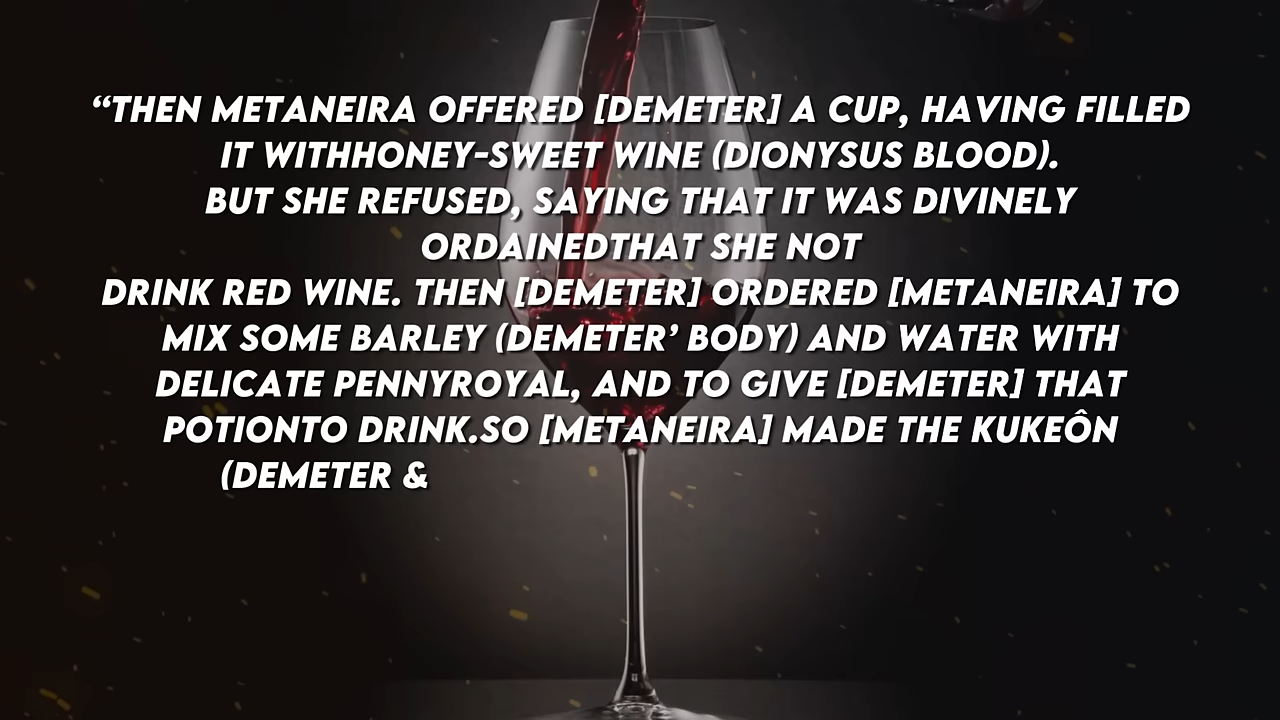 “THEN METANEIRA OFFERED [DEMETER] A CUP, HAVING FILLED
IT WITHHONEY-SWEET WINE (DIONYSUS BLOOD).
BUT SHE REFUSED, SAYING THAT IT WAS DIVINELY
ORDAINEDTHAT SHE NOT
DRINK RED WINE. THEN [DEMETER] ORDERED [METANEIRA] TO
MIX SOME BARLEY (DEMETER’ BODY) AND WATER WITH
DELICATE PENNYROYAL, AND TO GIVE [DEMETER] THAT
POTIONTO DRINK.SO [METANEIRA] MADE THE KUKEÔN
(DEMETER &